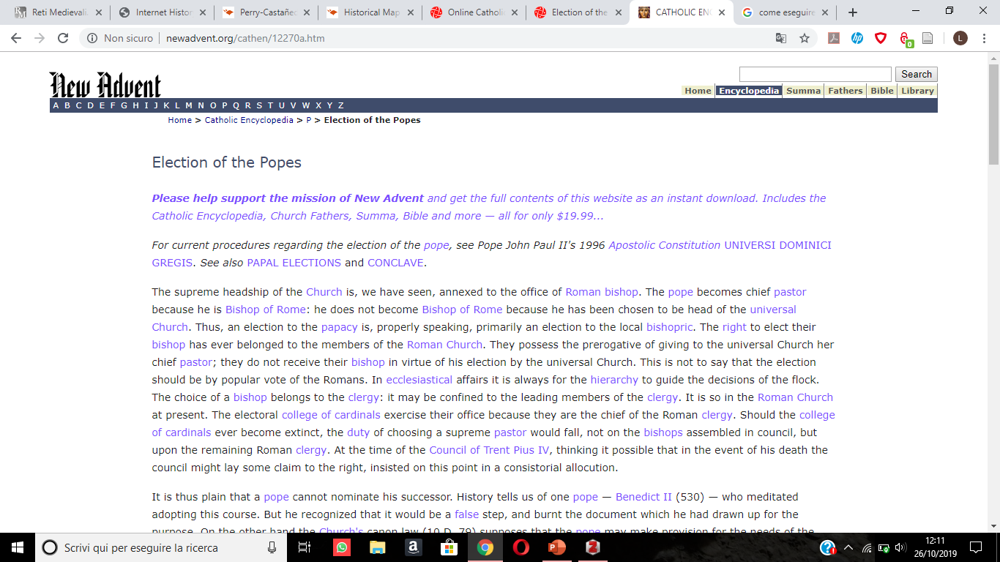 Reti Medievali
Internet Histor
Perry-Castañed
Historical Map
Online Catholi
Election of the
CATHOLIC ENC
come eseguire
Non sicuro
newadvent.org/cathen/12270a.htm
0
L
New Advent
Search
Home Encyclopedia Summa Fathers Bible Library
A B C D E F G H I J K L M N O P Q R S T U V W X Y Z
Home > Catholic Encyclopedia > P > Election of the Popes
Election of the Popes
Please help support the mission of New Advent and get the full contents of this website as an instant download. Includes the
Catholic Encyclopedia, Church Fathers, Summa, Bible and more — all for only $19.99...
For current procedures regarding the election of the pope, see Pope John Paul II's 1996 Apostolic Constitution UNIVERSI DOMINICI
GREGIS. See also PAPAL ELECTIONS and CONCLAVE.
The supreme headship of the Church is, we have seen, annexed to the office of Roman bishop. The pope becomes chief pastor
because he is Bishop of Rome: he does not become Bishop of Rome because he has been chosen to be head of the universal
Church. Thus, an election to the papacy is, properly speaking, primarily an election to the local bishopric. The right to elect their
bishop has ever belonged to the members of the Roman Church. They possess the prerogative of giving to the universal Church her
chief pastor; they do not receive their bishop in virtue of his election by the universal Church. This is not to say that the election
should be by popular vote of the Romans. In ecclesiastical affairs it is always for the hierarchy to guide the decisions of the flock.
The choice of a bishop belongs to the clergy: it may be confined to the leading members of the clergy. It is so in the Roman Church
at present. The electoral college of cardinals exercise their office because they are the chief of the Roman clergy. Should the college
of cardinals ever become extinct, the duty of choosing a supreme pastor would fall, not on the bishops assembled in council, but
upon the remaining Roman clergy. At the time of the Council of Trent Pius IV, thinking it possible that in the event of his death the
council might lay some claim to the right, insisted on this point in a consistorial allocution.
It is thus plain that a pope cannot nominate his successor. History tells us of one pope — Benedict II (530) — who meditated
adopting this course. But he recognized that it would be a false step, and burnt the document which he had drawn up for the
purpose. On the other hand the Church's canon law (10 D. 79) supposes that the pope may make provision for the needs of the
Scrivi qui per eseguire la ricerca
12:11
26/10/2019